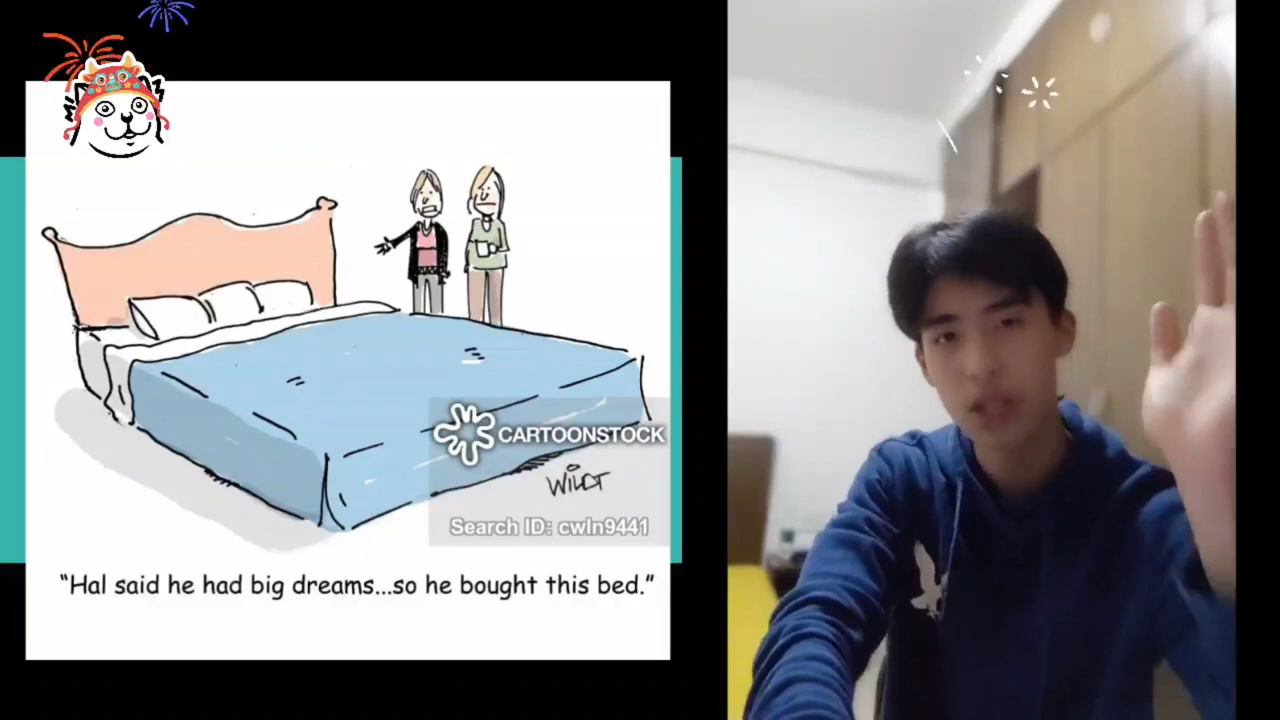 CARTOONSTOCK
WILDT
Search ID: cwln9441
“Hal said he had big dreams...so he bought this bed.”